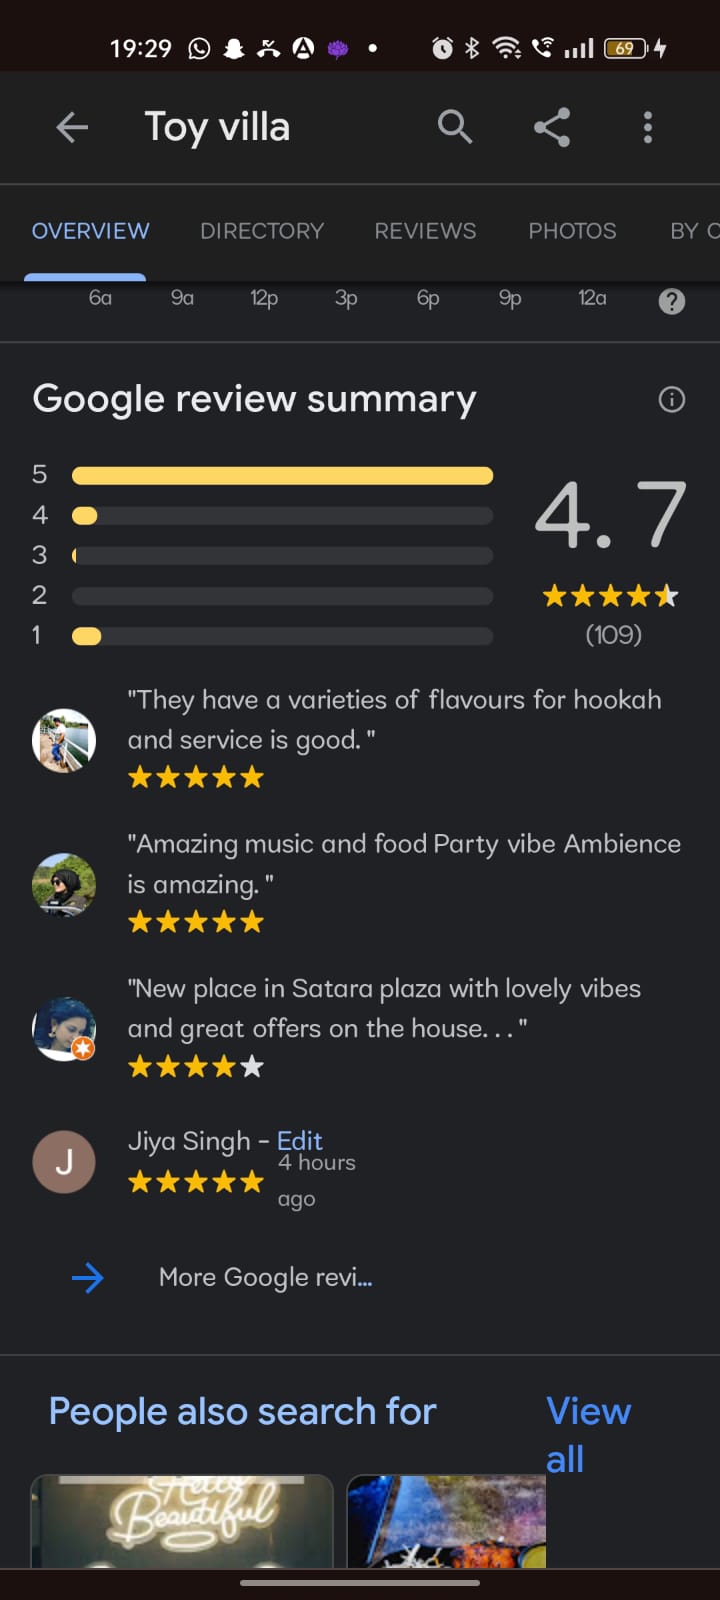 19:29
69
Toy villa
OVERVIEW DIRECTORY REVIEWS PHOTOS BY C
6a 9a 12p 3p 6p 9p 12a
Google review summary
5
4
3
2
1
4.7
(109)
"They have a varieties of flavours for hookah
and service is good. "
"Amazing music and food Party vibe Ambience
is amazing. "
"New place in Satara plaza with lovely vibes
and great offers on the house. . . "
J
Jiya Singh – Edit
4 hours
ago
More Google revi...
People also search for
View
all
Hello
Beautiful